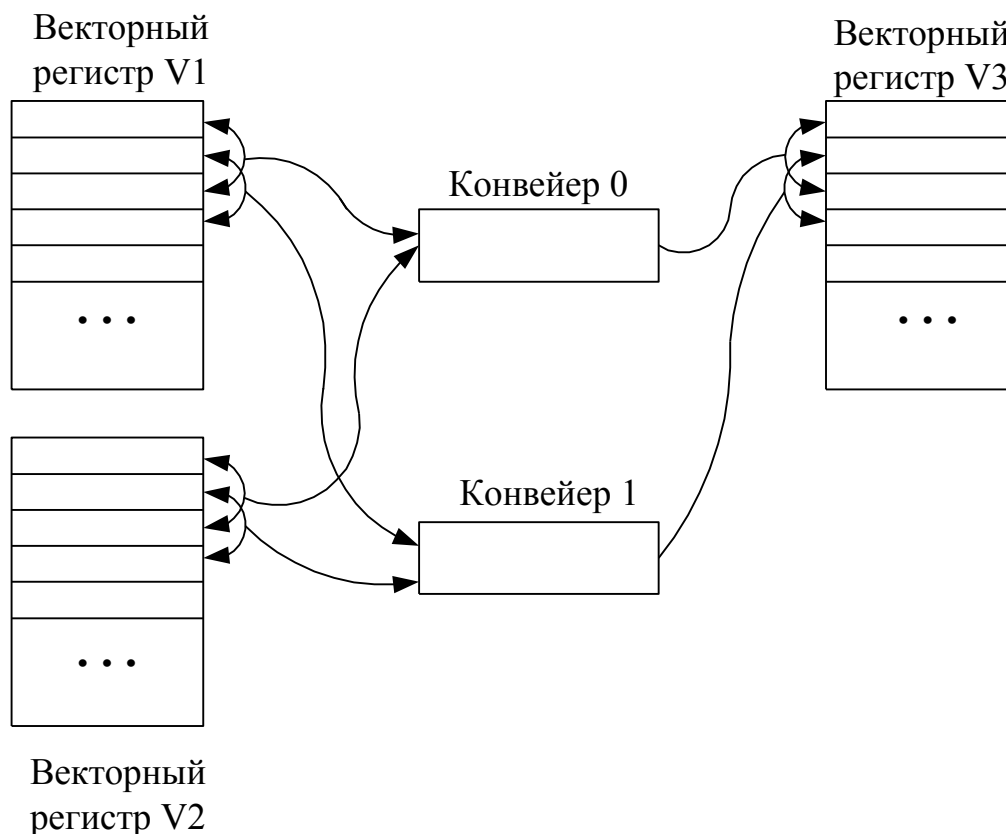 Векторный
регистр V1
Векторный
регистр V3
Конвейер 0
• • •
• • •
Конвейер 1
• • •
Векторный
регистр V2